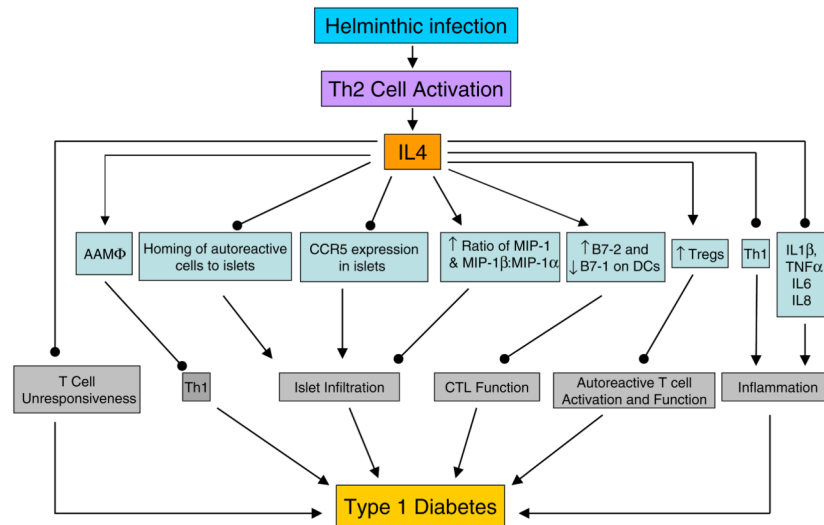 Helminthic infection
Th2 Cell Activation
IL4
AAMΦ
Homing of autoreactive
cells to islets
CCR5 expression
in islets
↑ Ratio of MIP-1
& MIP-1β:MIP-1α
↑B7-2 and
↓B7-1 on DCs
↑ Tregs
Th1
IL1β,
TNFα
IL6
IL8
T Cell
Unresponsiveness
Th1
Islet Infiltration
CTL Function
Autoreactive T cell
Activation and Function
Inflammation
Type 1 Diabetes